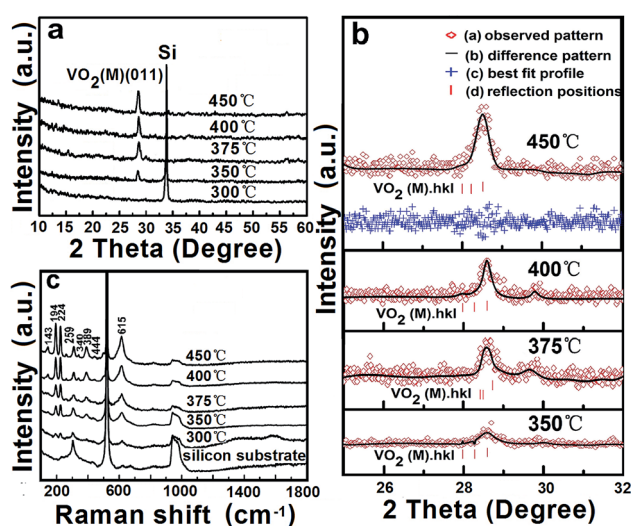 a
Si
VO2(M)(011)
450℃
400℃
375℃
350℃
300℃
Intensity (a.u.)
10 15 20 25 30 35 40 45 50 55 60
2 Theta (Degree)
b
(a) observed pattern
(b) difference pattern
(c) best fit profile
(d) reflection positions
450℃
VO2 (M).hkl
400℃
VO2 (M).hkl
375℃
VO2 (M).hkl
350℃
VO2 (M).hkl
Intensity (a.u.)
26 28 30 32
2 Theta (Degree)
c
143 194 224 259 340 389 444 615
450℃
400℃
375℃
350℃
300℃
silicon substrate
Intensity (a.u.)
200 600 1000 1400 1800
Raman shift (cm-1)